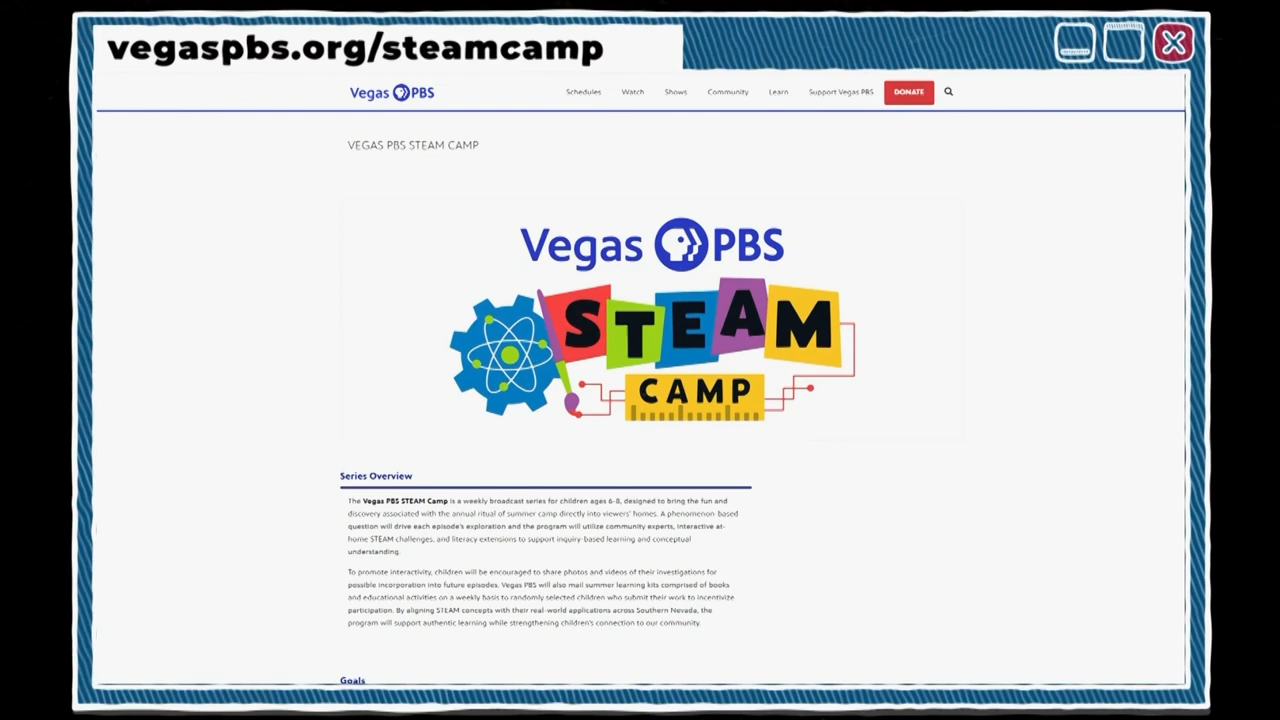 vegaspbs.org/steamcamp
Vegas PBS
Schedules Watch Shows Community Learn Support Vegas PBS DONATE
VEGAS PBS STEAM CAMP
Vegas PBS
STEAM
CAMP
Series Overview
The Vegas PBS STEAM Camp is a weekly broadcast series for children ages 6-8, designed to bring the fun and
discovery associated with the annual ritual of summer camp directly into viewers' homes. A phenomenon-based
question will drive each episode's exploration and the program will utilize community experts, interactive at-
home STEAM challenges, and literacy extensions to support inquiry-based learning and conceptual
understanding.
To promote interactivity, children will be encouraged to share photos and videos of their investigations for
possible incorporation into future episodes. Vegas PBS will also mail summer learning kits comprised of books
and educational activities on a weekly basis to randomly selected children who submit their work to incentivize
participation. By aligning STEAM concepts with their real-world applications across Southern Nevada, the
program will support authentic learning while strengthening children's connection to our community.
Goals